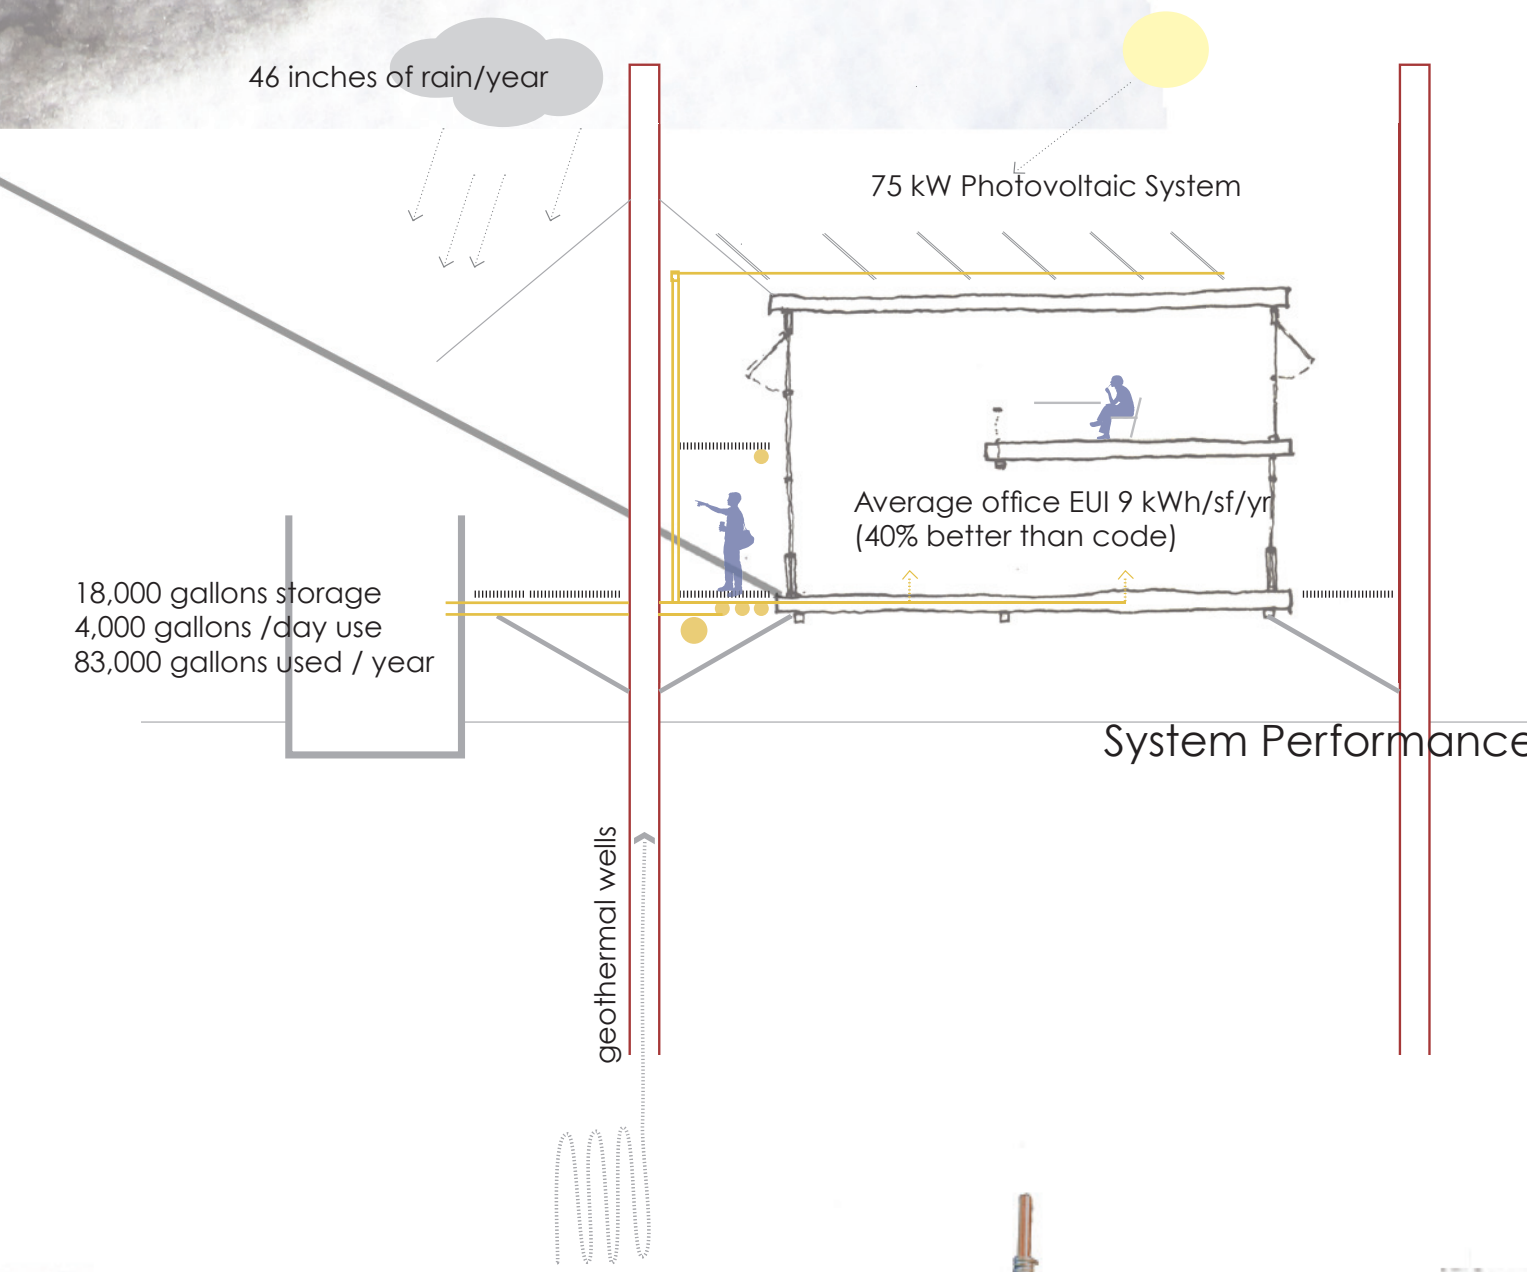 46 inches of rain/year
75 kW Photovoltaic System
Average office EUI 9 kWh/sf/yr
(40% better than code)
18,000 gallons storage
4,000 gallons /day use
83,000 gallons used / year
System Performance
geothermal wells